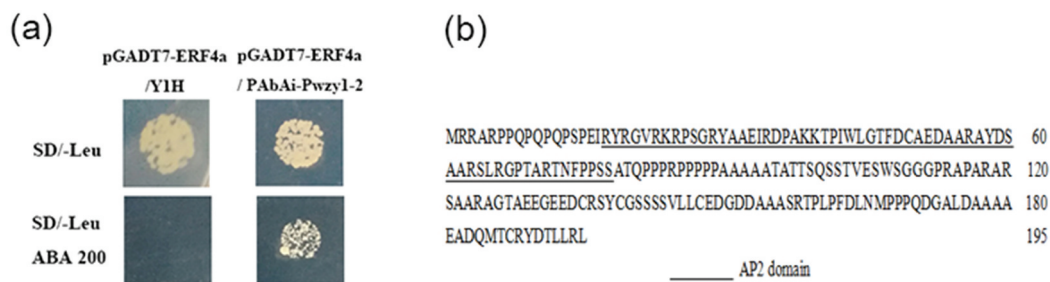 (a)
pGADT7-ERF4a pGADT7-ERF4a
/Y1H / PAbAi-Pwzy1-2
SD/-Leu
SD/-Leu
ABA 200
(b)
MRRARPPQPQPQPSPEIRYRGVRKRPSGRYAAEIRDPAKKTPIWLGTFDCAEDAARAYDS 60
AARSLRGPTARTNFPPSSATQPPPRPPPPPAAAAATATTSQSSTVESWSGGGPRAPARAR 120
SAARAGTAEEGEEDCRSYCGSSSSVLLCEDGDDAAASRTPLPFDLNMPPPQDGALDAAAA 180
EADQMTCRYDTLLRL 195
AP2 domain